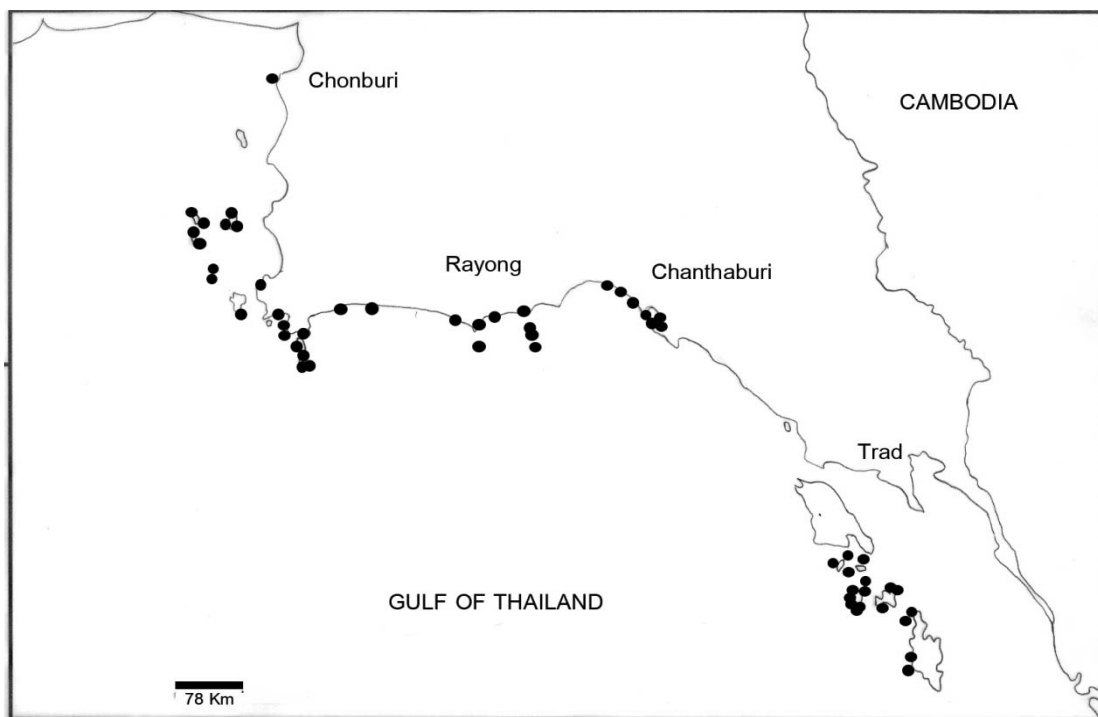 Chonburi
CAMBODIA
Rayong
Chanthaburi
Trad
GULF OF THAILAND
78 Km